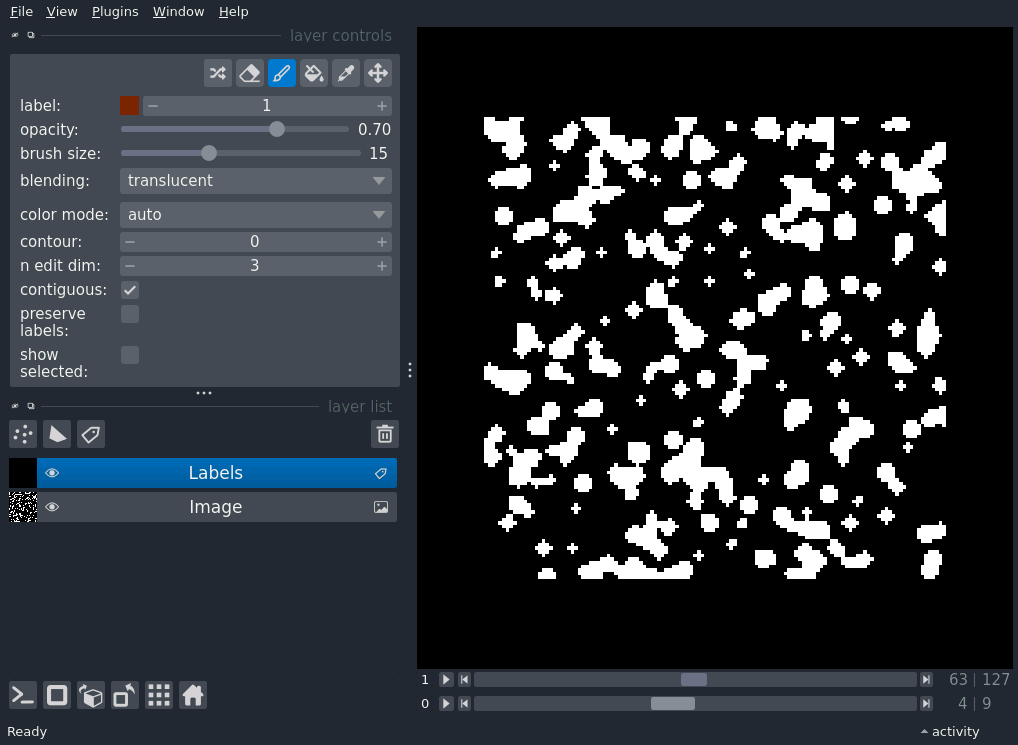 File View Plugins Window Help
layer controls
label: 1
opacity: 0.70
brush size: 15
blending: translucent
color mode: auto
contour: 0
n edit dim: 3
contiguous:
preserve
labels:
show
selected:
layer list
Labels
Image
1 63 | 127
0 4 | 9
Ready activity